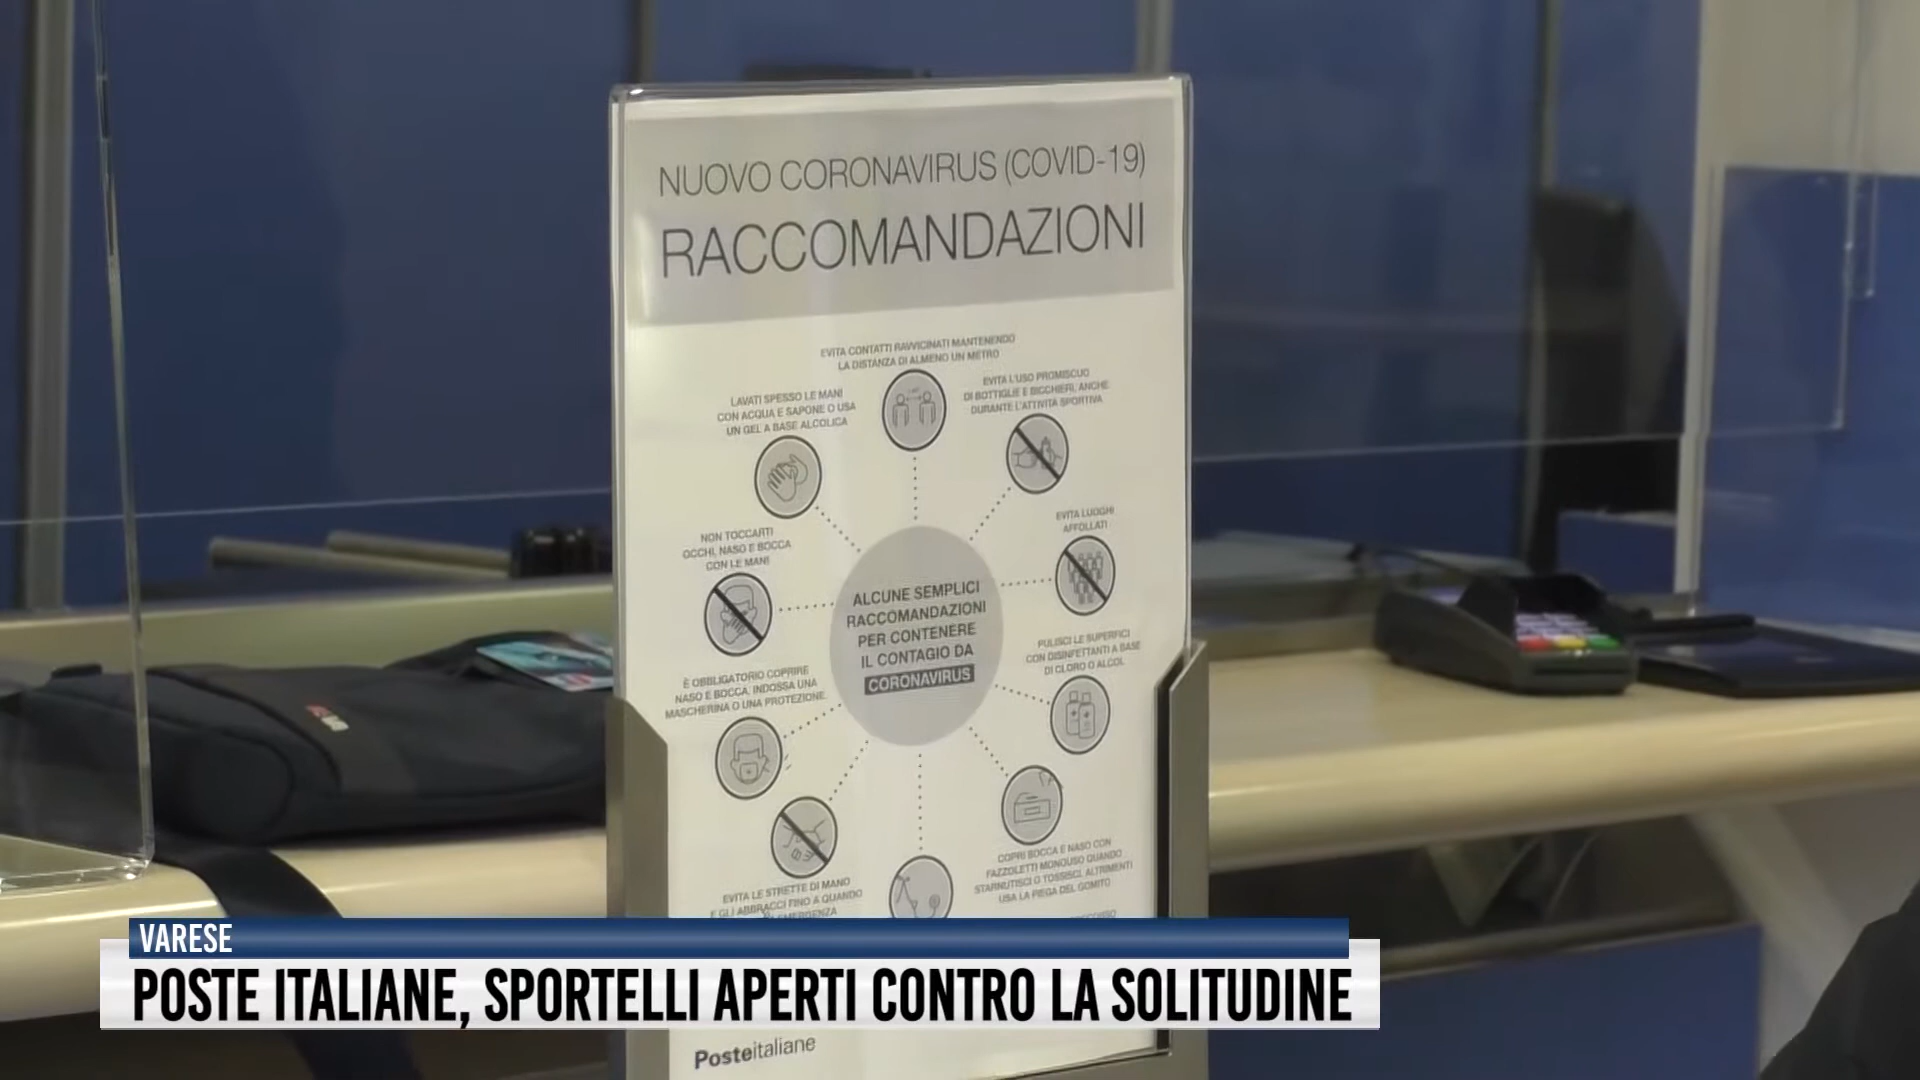 NUOVO CORONAVIRUS (COVID-19)
RACCOMANDAZIONI
EVITA CONTATTI RAVVICINATI MANTENENDO
LA DISTANZA DI ALMENO UN METRO
LAVATI SPESSO LE MANI
CON ACQUA E SAPONE O USA
UN GEL A BASE ALCOLICA
EVITA L'USO PROMISCUO
DI BOTTIGLIE E BICCHIERI, ANCHE
DURANTE L'ATTIVITÀ SPORTIVA
NON TOCCARTI
OCCHI, NASO E BOCCA
CON LE MANI
EVITA LUOGHI
AFFOLLATI
ALCUNE SEMPLICI
RACCOMANDAZIONI
PER CONTENERE
IL CONTAGIO DA
CORONAVIRUS
È OBBLIGATORIO COPRIRE
NASO E BOCCA. INDOSSA UNA
MASCHERINA O UNA PROTEZIONE.
PULISCI LE SUPERFICI
CON DISINFETTANTI A BASE
DI CLORO O ALCOL
EVITA LE STRETTE DI MANO
E GLI ABBRACCI FINO A QUANDO
EMERGENZA
COPRI BOCCA E NASO CON
FAZZOLETTI MONOUSO QUANDO
STARNUTISCI O TOSSISCI, ALTRIMENTI
USA LA PIEGA DEL GOMITO
VARESE
POSTE ITALIANE, SPORTELLI APERTI CONTRO LA SOLITUDINE
Posteitaliane